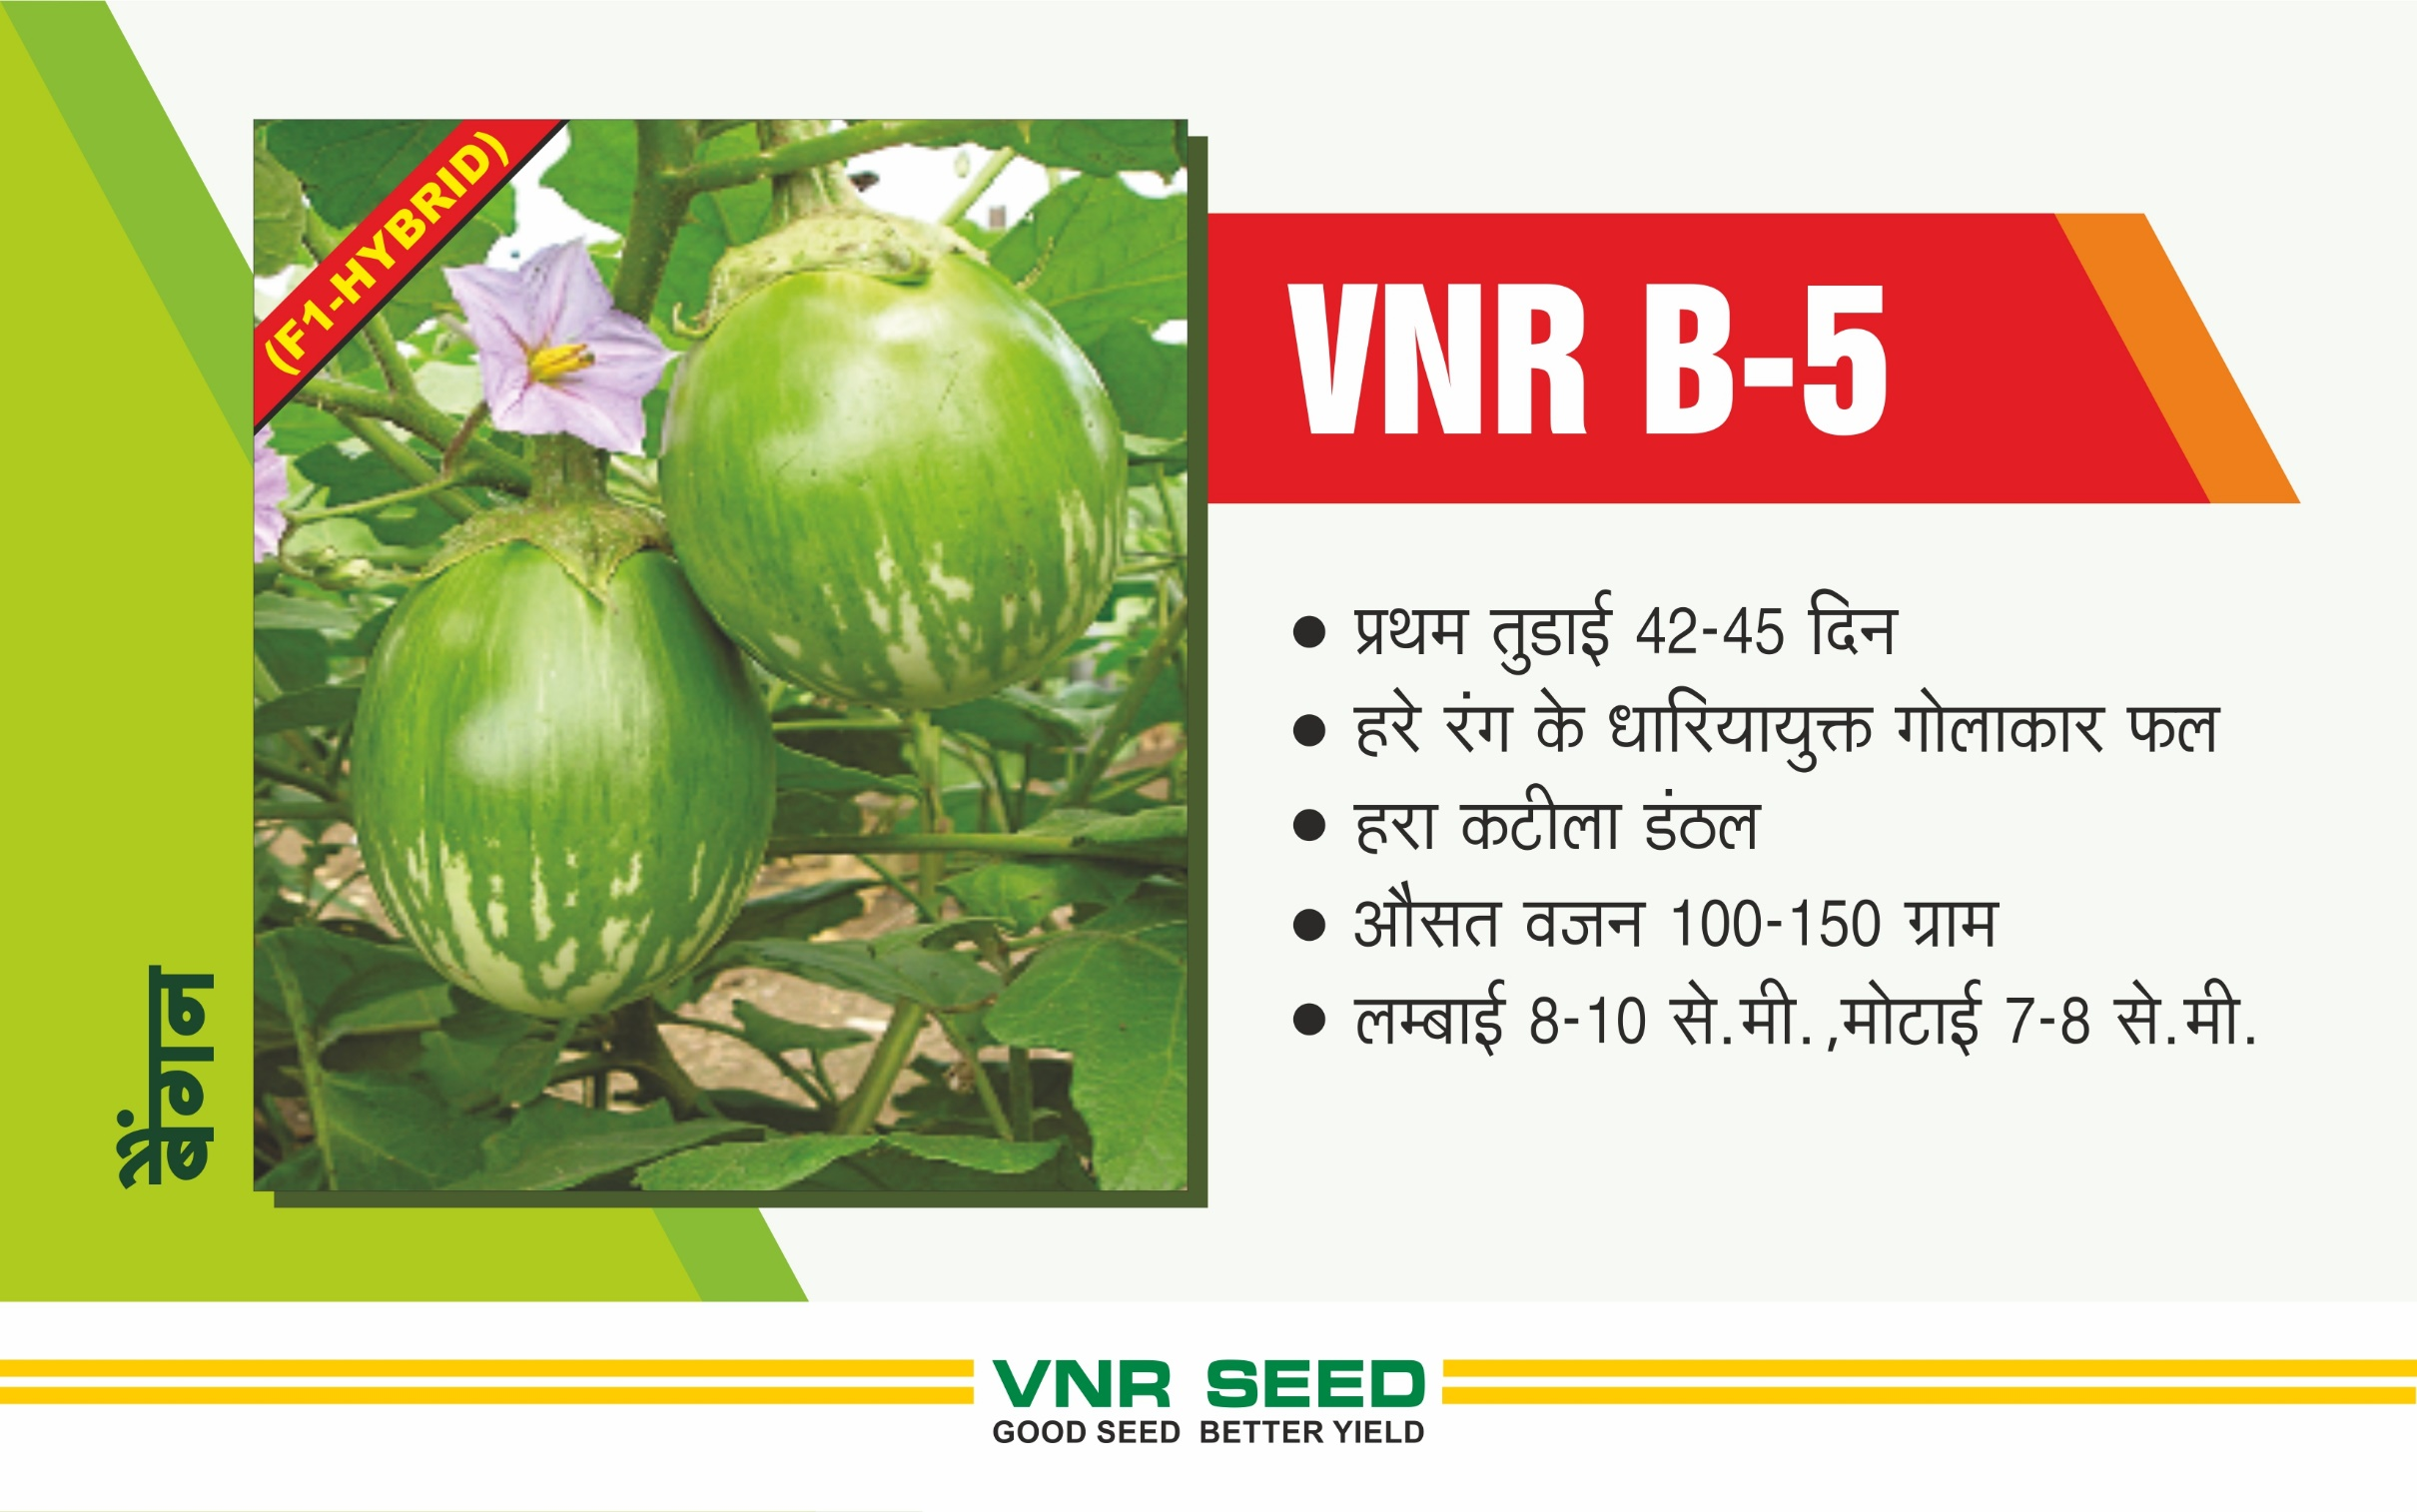 (F1-HYBRID)
VNR B-5
प्रथम तुडाई 42-45 दिन
हरे रंग के धारियायुक्त गोलाकार फल
हरा कटीला डंठल
औसत वजन 100-150 ग्राम
लम्बाई 8-10 से.मी.,मोटाई 7-8 से.मी.
बैंगन
VNR SEED
GOOD SEED BETTER YIELD